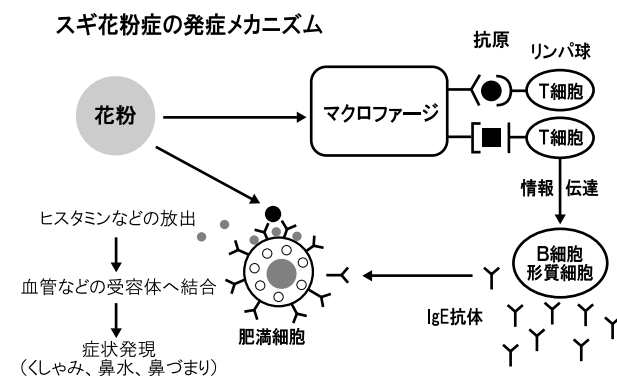 スギ花粉症の発症メカニズム
抗原
リンパ球
花粉
マクロファージ
T細胞
T細胞
情報伝達
ヒスタミンなどの放出
血管などの受容体へ結合
症状発現
（くしゃみ、鼻水、鼻づまり）
肥満細胞
B細胞
形質細胞
IgE抗体